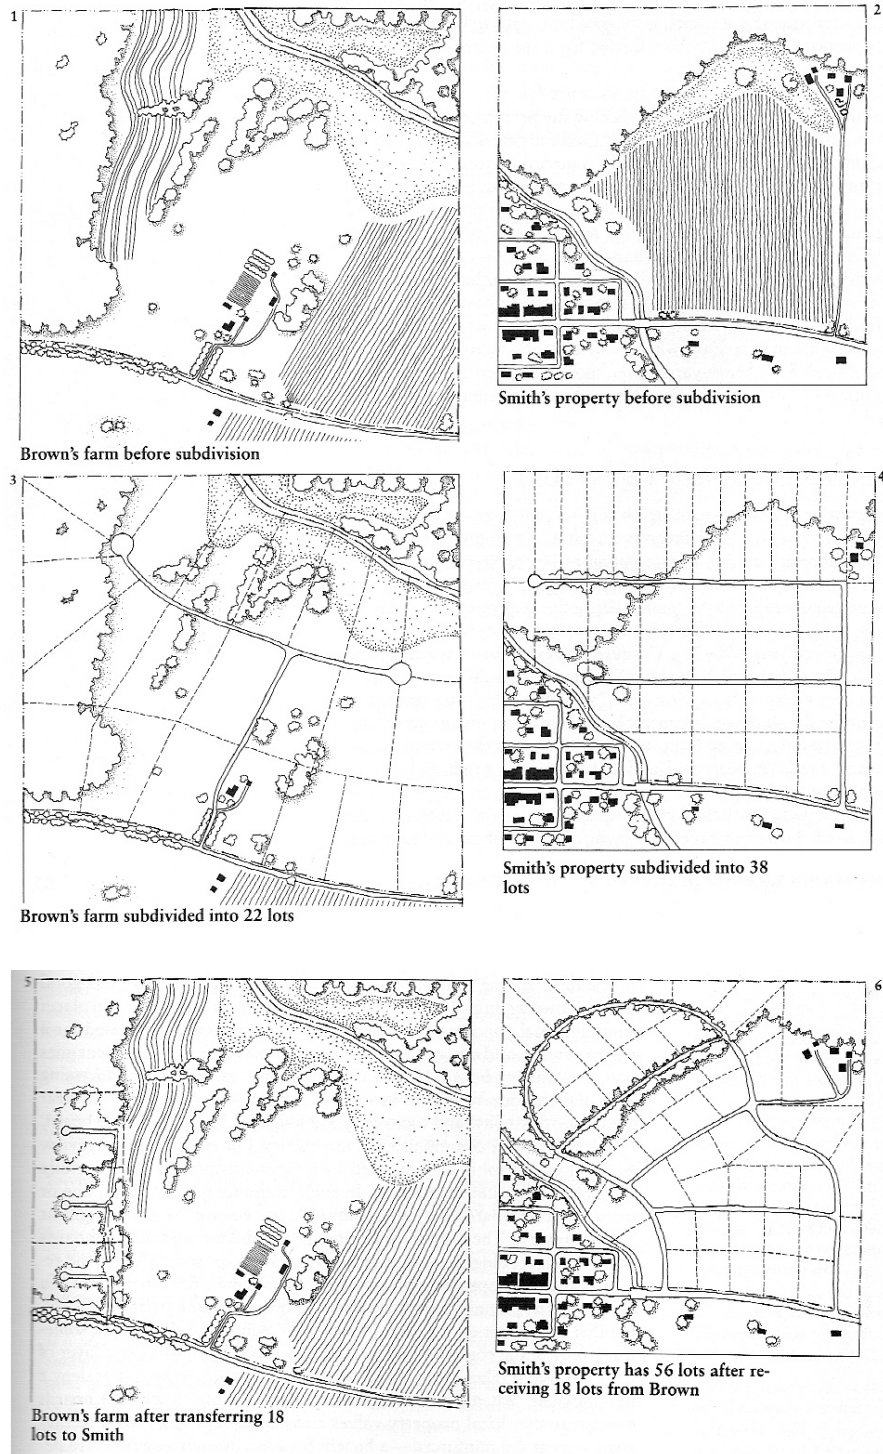 1
2
Brown's farm before subdivision
Smith's property before subdivision
3
4
Brown's farm subdivided into 22 lots
Smith's property subdivided into 38
lots
5
6
Brown's farm after transferring 18
lots to Smith
Smith's property has 56 lots after re-
ceiving 18 lots from Brown